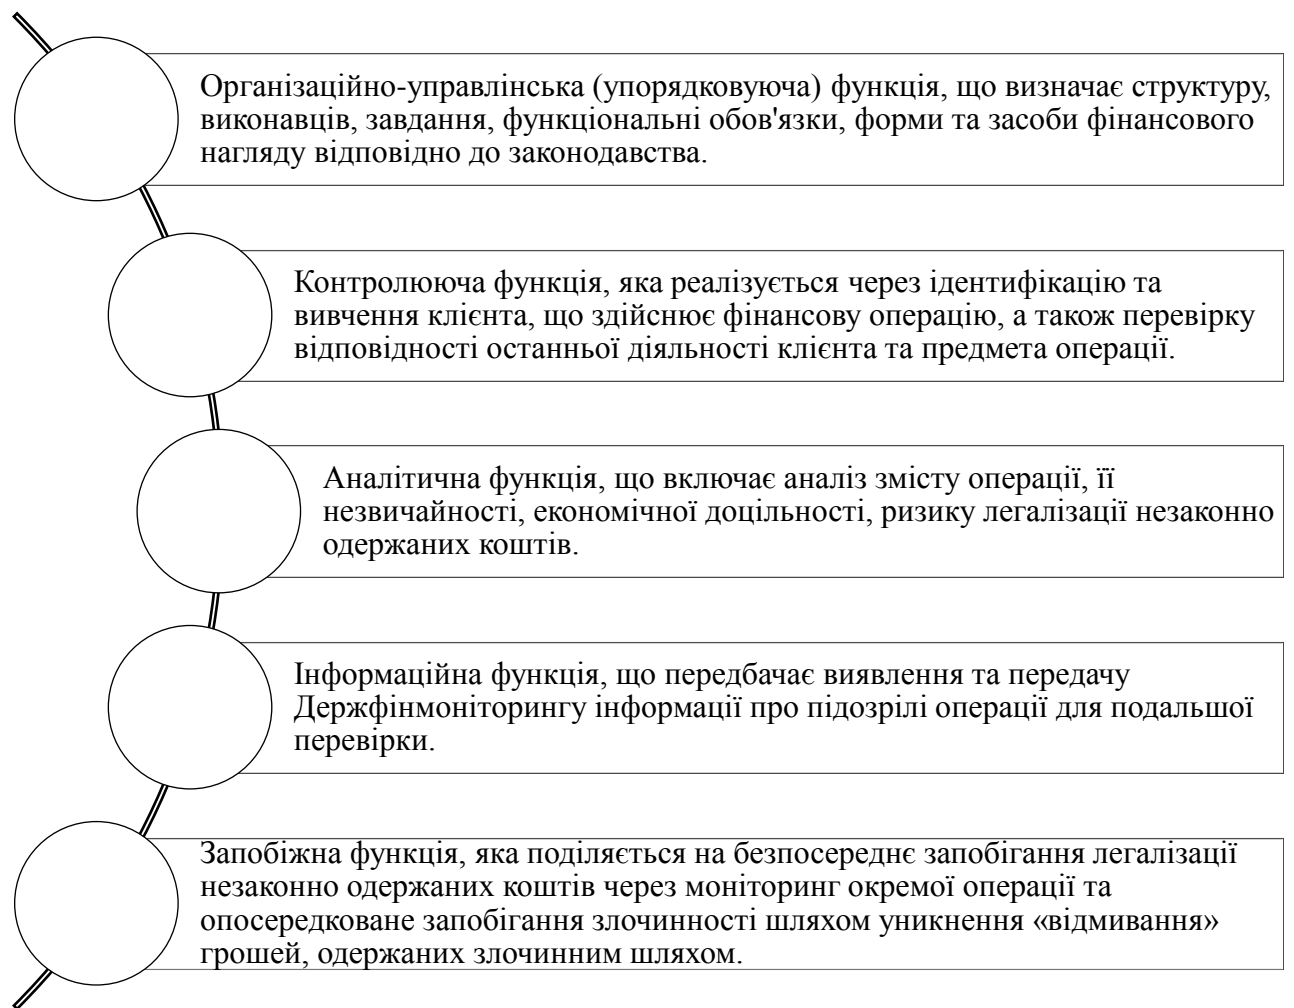 Організаційно-управлінська (упорядковуюча) функція, що визначає структуру,
виконавців, завдання, функціональні обов'язки, форми та засоби фінансового
нагляду відповідно до законодавства.
Контролююча функція, яка реалізується через ідентифікацію та
вивчення клієнта, що здійснює фінансову операцію, а також перевірку
відповідності останньої діяльності клієнта та предмета операції.
Аналітична функція, що включає аналіз змісту операції, її
незвичайності, економічної доцільності, ризику легалізації незаконно
одержаних коштів.
Інформаційна функція, що передбачає виявлення та передачу
Держфінмоніторингу інформації про підозрілі операції для подальшої
перевірки.
Запобіжна функція, яка поділяється на безпосереднє запобігання легалізації
незаконно одержаних коштів через моніторинг окремої операції та
опосередковане запобігання злочинності шляхом уникнення «відмивання»
грошей, одержаних злочинним шляхом.